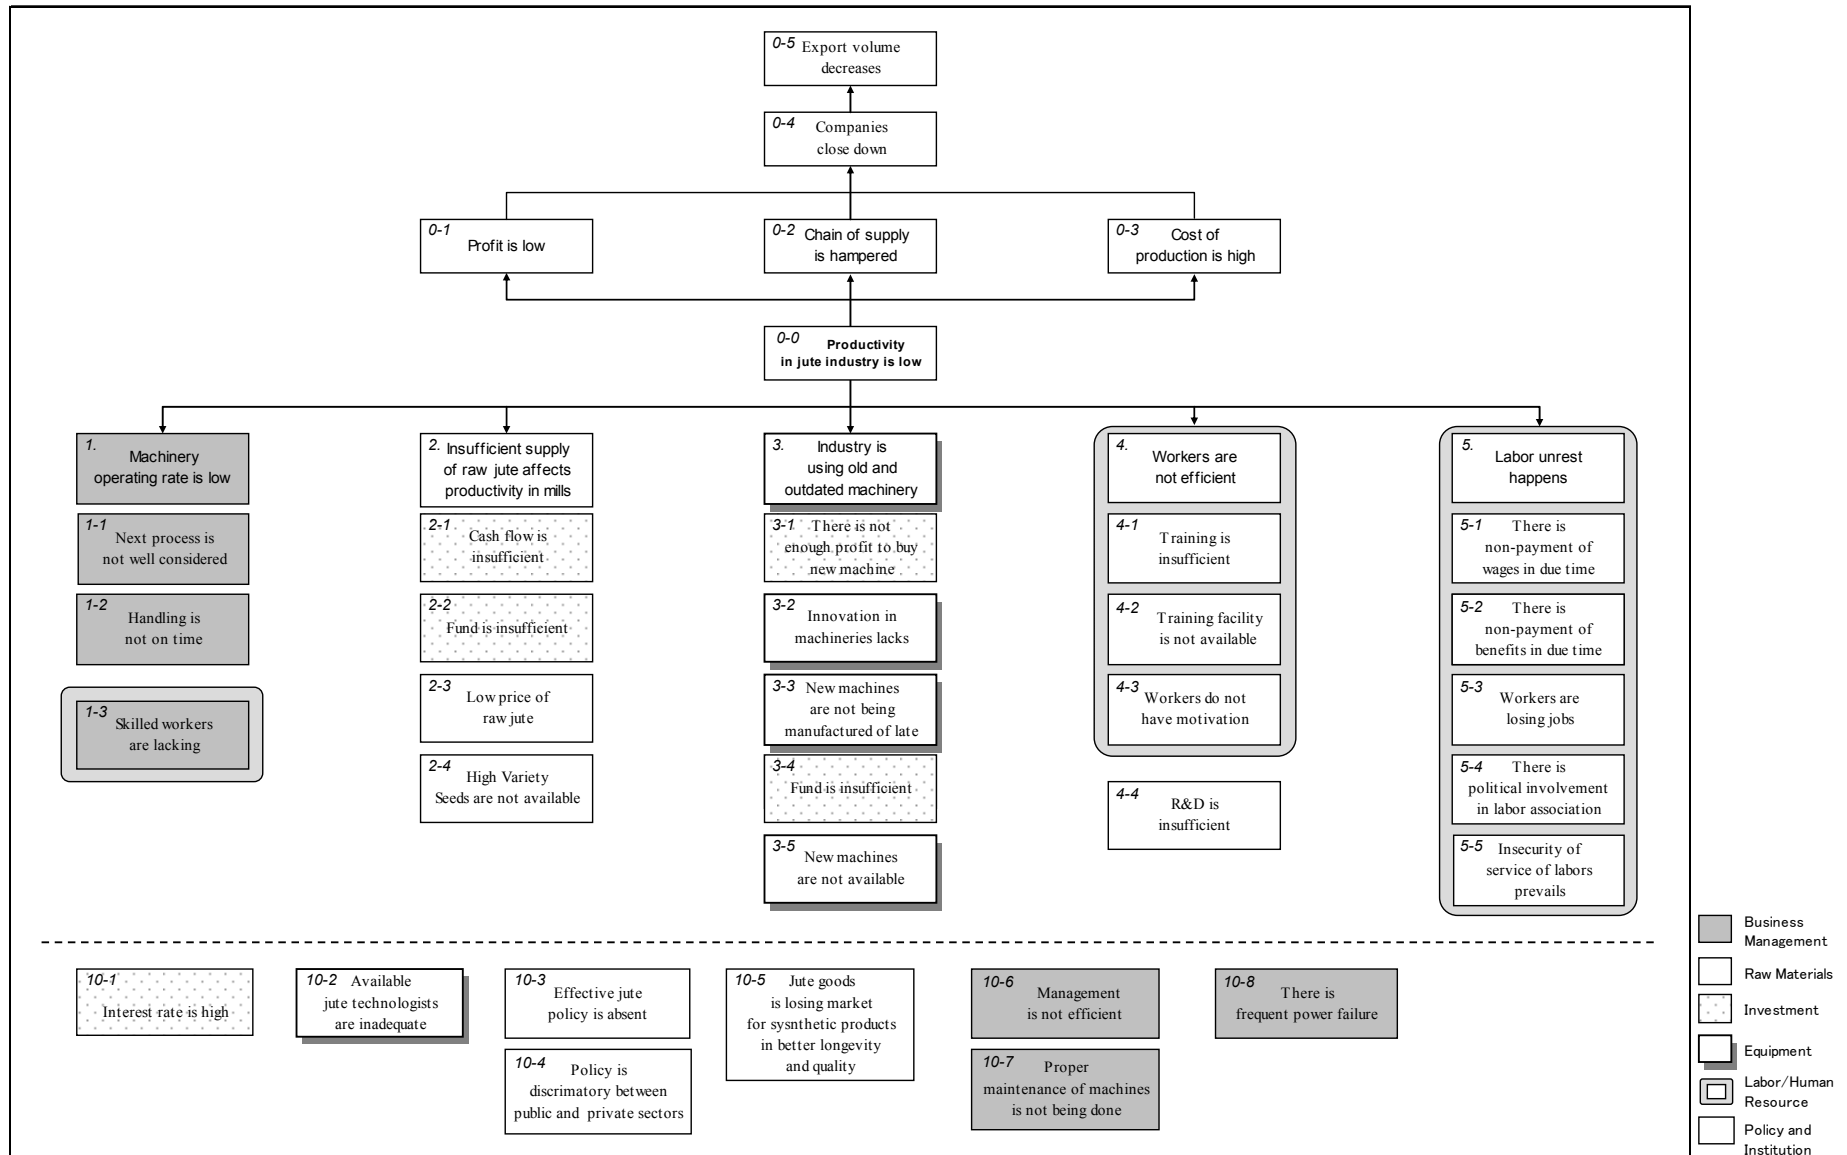 0-5 Export volume
decreases
0-4 Companies
close down
0-1
Profit is low
0-2 Chain of supply
is hampered
0-3 Cost of
production is high
0-0 Productivity
in jute industry is low
1.
Machinery
operating rate is low
1-1
Next process is
not well considered
1-2
Handling is
not on time
1-3
Skilled workers
are lacking
2. Insufficient supply
of raw jute affects
productivity in mills
2-1
Cash flow is
insufficient
2-2
Fund is insufficient
2-3
Low price of
raw jute
2-4
High Variety
Seeds are not available
3. Industry is
using old and
outdated machinery
3-1 There is not
enough profit to buy
new machine
3-2
Innovation in
machineries lacks
3-3 New machines
are not being
manufactured of late
3-4
Fund is insufficient
3-5
New machines
are not available
4.
Workers are
not efficient
4-1
Training is
insufficient
4-2
Training facility
is not available
4-3
Workers do not
have motivation
4-4
R&D is
insufficient
5.
Labor unrest
happens
5-1 There is
non-payment of
wages in due time
5-2 There is
non-payment of
benefits in due time
5-3
Workers are
losing jobs
5-4 There is
political involvement
in labor association
5-5 Insecurity of
service of labors
prevails
10-1
Interest rate is high
10-2 Available
jute technologists
are inadequate
10-3
Effective jute
policy is absent
10-4 Policy is
discrimatory between
public and private sectors
10-5 Jute goods
is losing market
for sysnthetic products
in better longevity
and quality
10-6
Management
is not efficient
10-7 Proper
maintenance of machines
is not being done
10-8
There is
frequent power failure
Business
Management
Raw Materials
Investment
Equipment
Labor/Human
Resource
Policy and
Institution